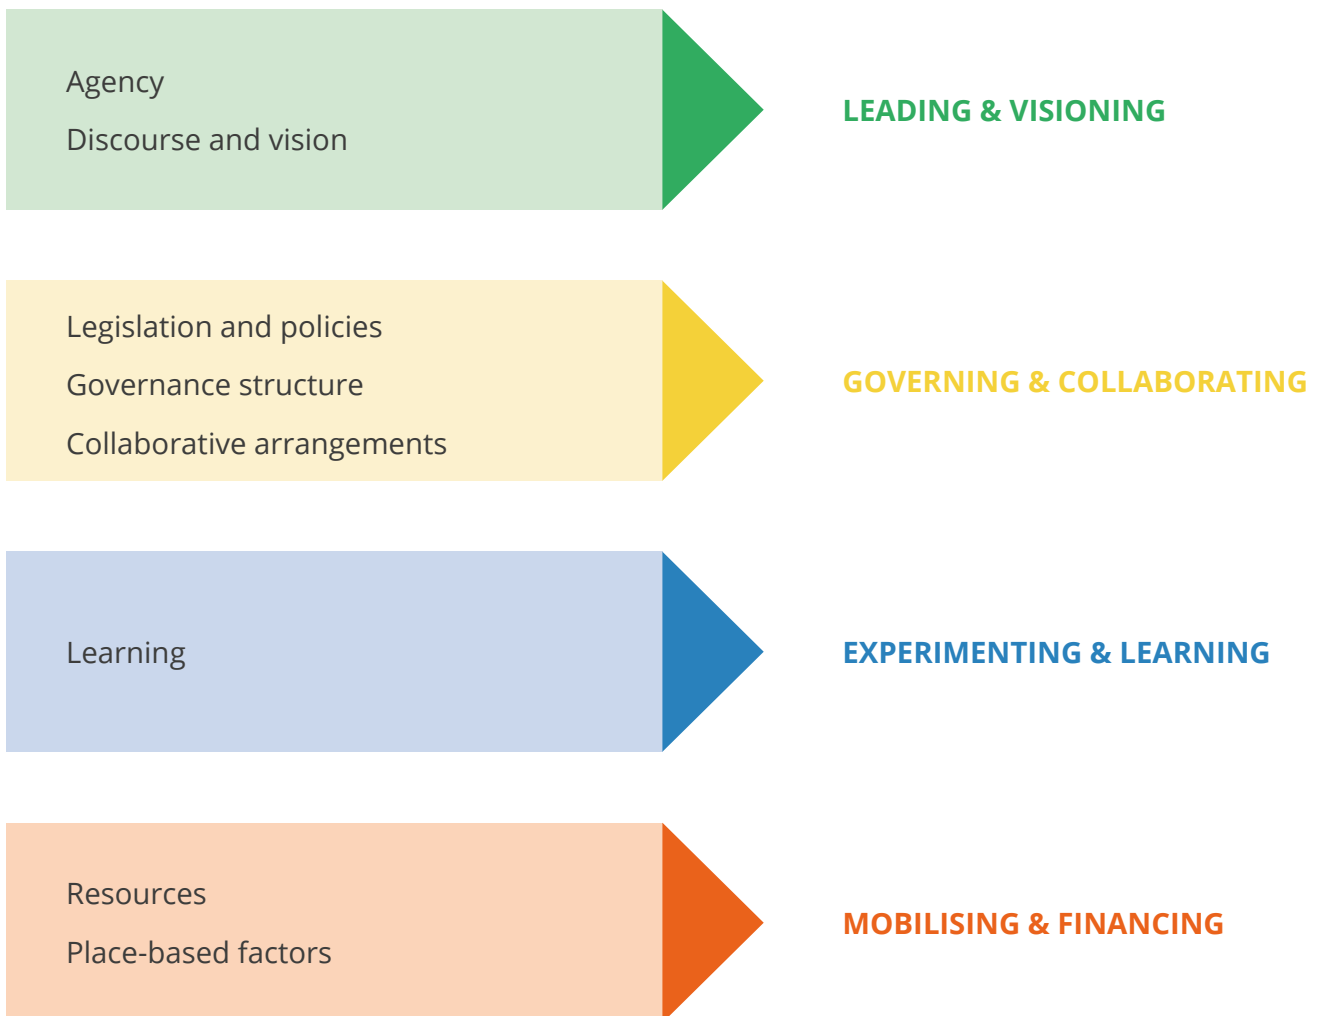 Agency
Discourse and vision
LEADING & VISIONING
Legislation and policies
Governance structure
Collaborative arrangements
GOVERNING & COLLABORATING
Learning
EXPERIMENTING & LEARNING
Resources
Place-based factors
MOBILISING & FINANCING